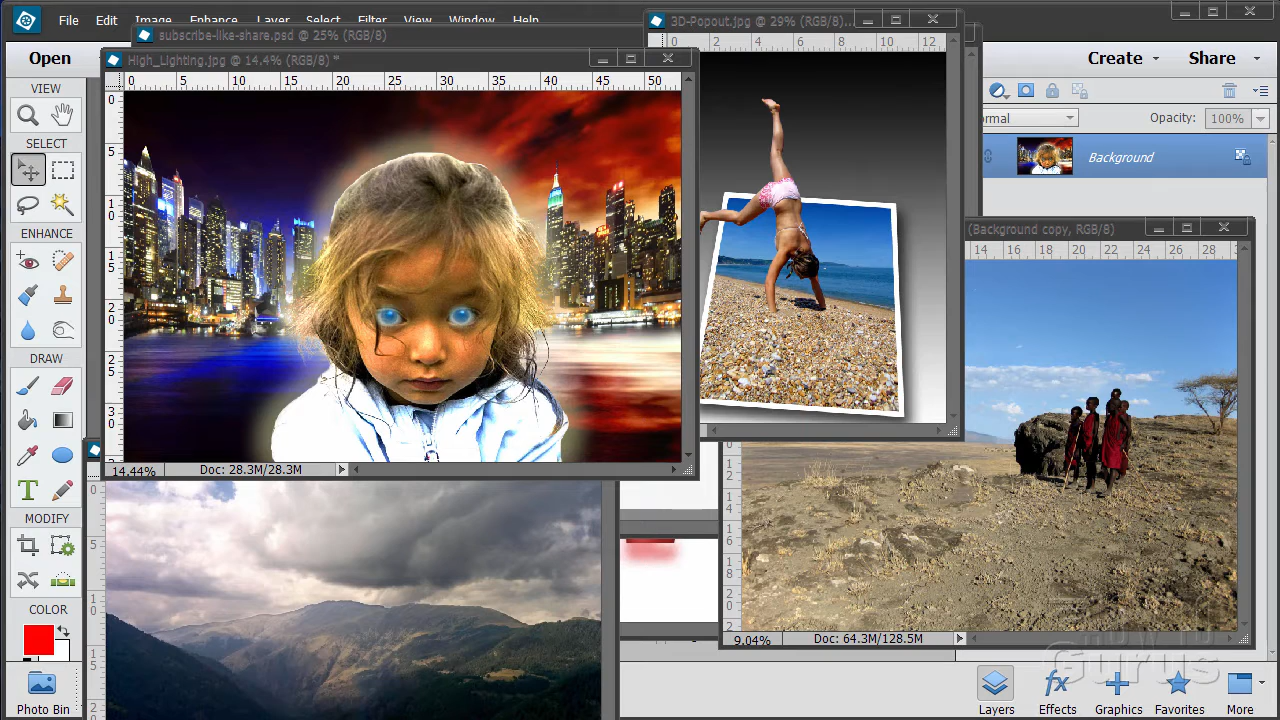 File Edit Image Enhance Layer Select Filter View Window Help
subscribe-like-share.psd @ 25% (RGB/8)
3D-Popout.jpg @ 29% (RGB/8)...
Open
High_Lighting.jpg @ 14.4% (RGB/8) *
Create
Share
0 5 10 15 20 25 30 35 40 45 50
0 2 4 6 8 10 12
VIEW
SELECT
Opacity: 100%
Background
(Background copy, RGB/8)
14 16 18 20 22 24 26 28
ENHANCE
DRAW
14.44% Doc: 28.3M/28.3M
MODIFY
COLOR
9.04% Doc: 64.3M/128.5M
Gurus
Photo Bin
Layers
Effects
Graphics
Favorites
More